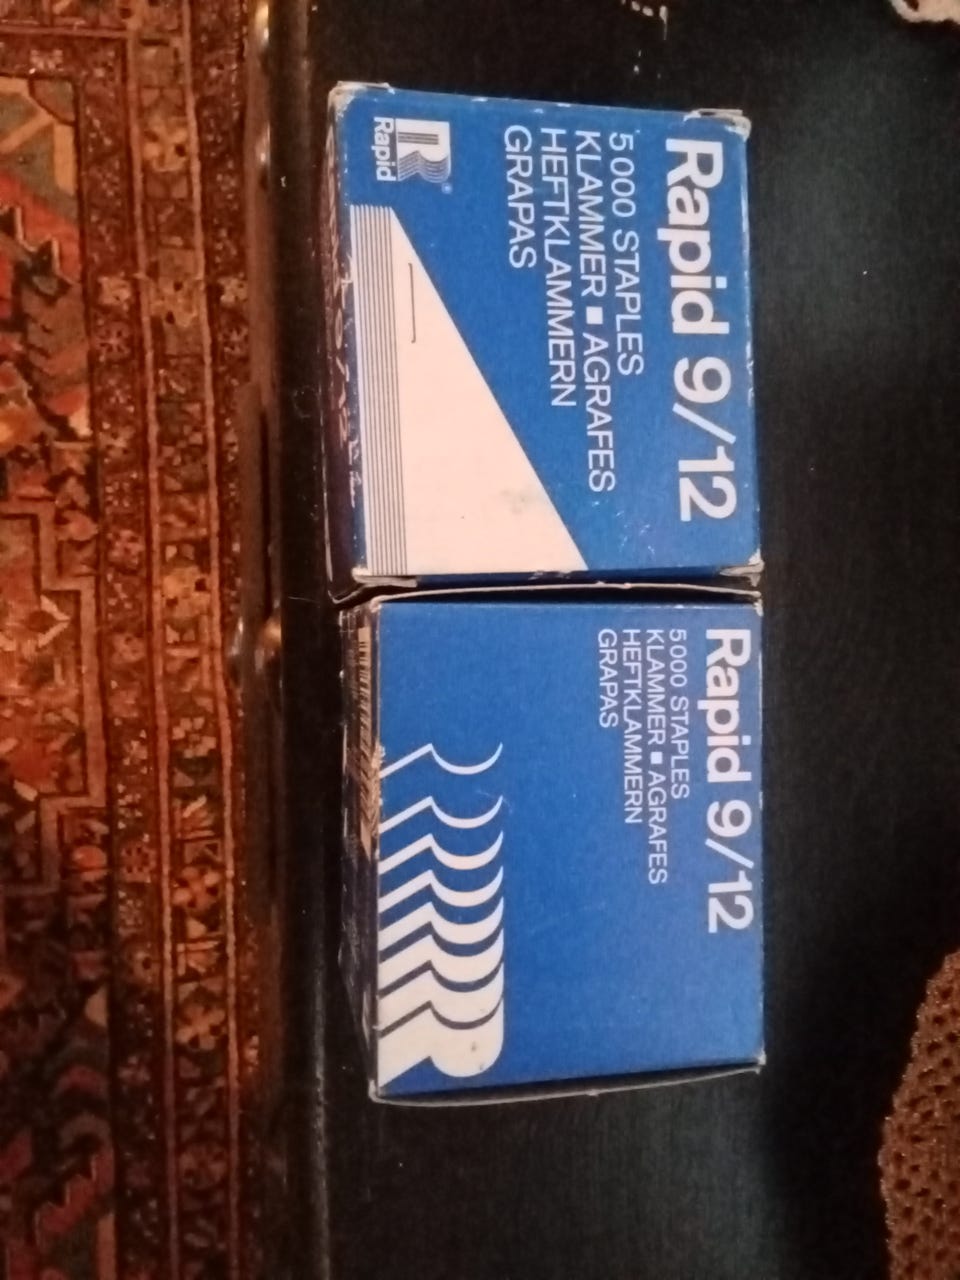 Rapid 9/12
5000 STAPLES
KLAMMER ■ AGRAFES
HEFTKLAMMERN
GRAPAS
R®
Rapid
Rapid 9/12
5000 STAPLES
KLAMMER ■ AGRAFES
HEFTKLAMMERN
GRAPAS
R